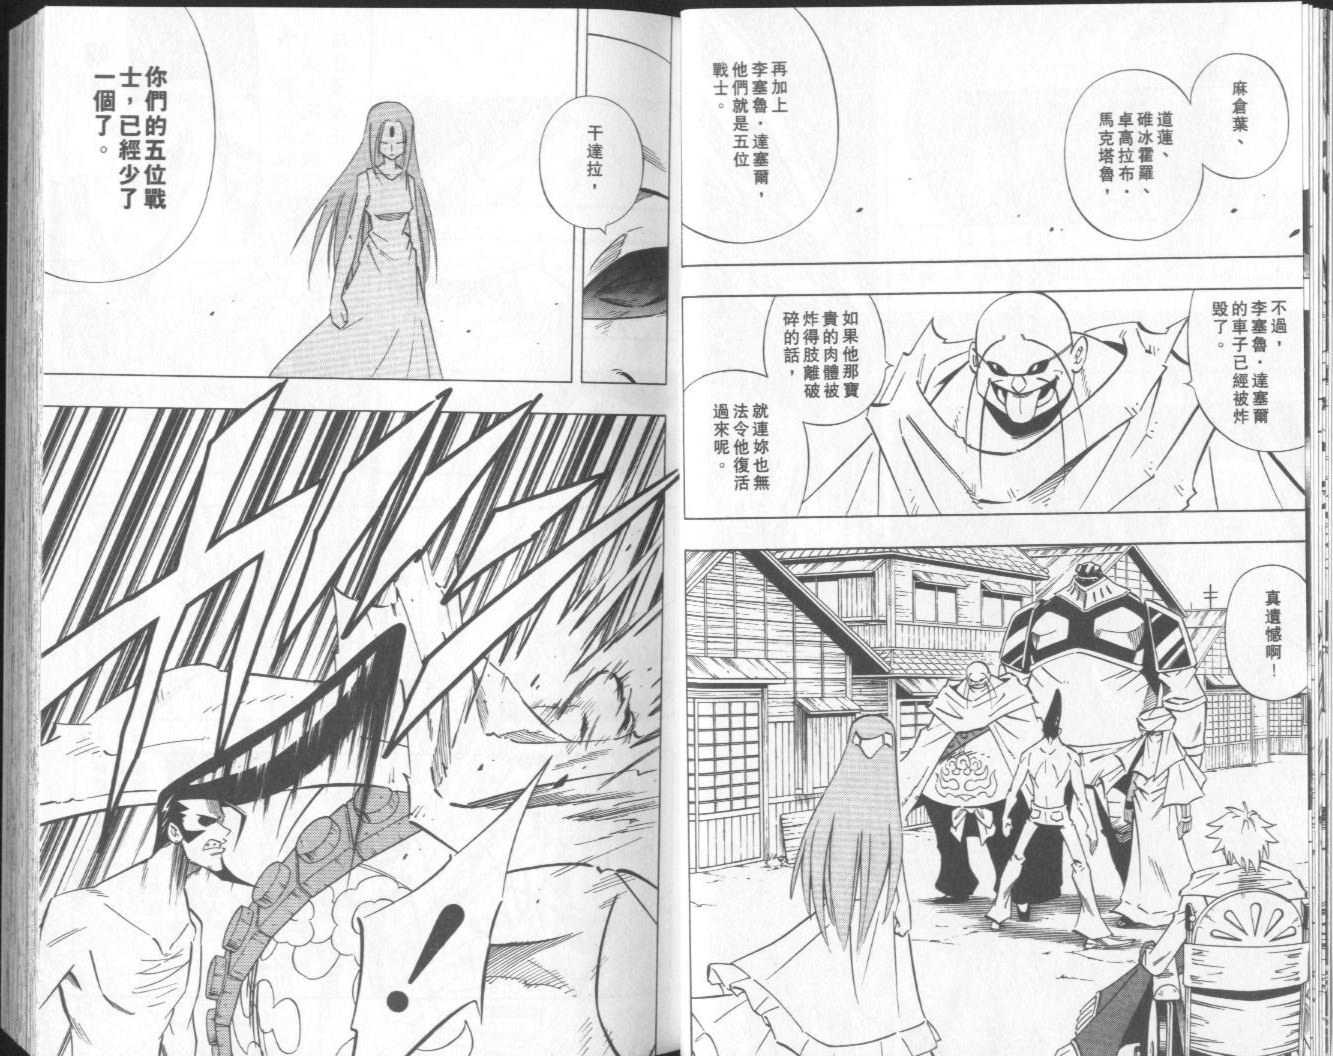 麻倉葉、
道蓮、
碓冰霍羅、
卓高拉布・
馬克塔魯，
再加上
李塞魯・達塞爾，
他們就是五位
戰士。
不過，
李塞魯・達塞爾
的車子已經被炸
毀了。
如果他那寶
貴的肉體被
炸得肢離破
碎的話，
就連妳也無
法令他復活
過來呢。
真遺憾啊！
干達拉，
你們的五位戰
士，已經少了
一個了。
！